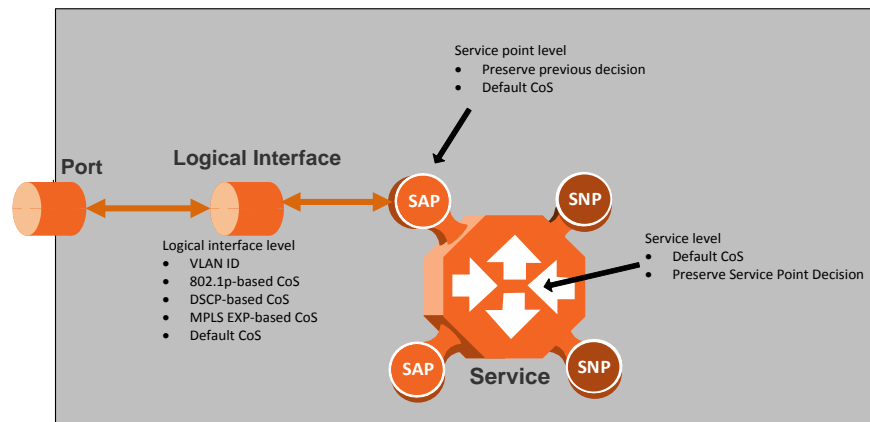 Service point level
• Preserve previous decision
• Default CoS
Port
Logical Interface
SAP
SNP
Logical interface level
• VLAN ID
• 802.1p-based CoS
• DSCP-based CoS
• MPLS EXP-based CoS
• Default CoS
Service level
• Default CoS
• Preserve Service Point Decision
SAP
Service
SNP